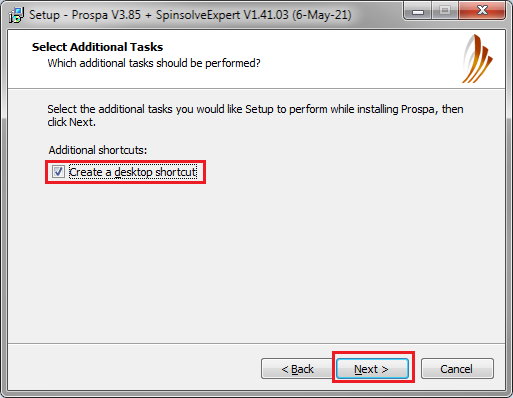 Setup - Prospa V3.85 + SpinsolveExpert V1.41.03 (6-May-21)
Select Additional Tasks
Which additional tasks should be performed?
Select the additional tasks you would like Setup to perform while installing Prospa, then
click Next.
Additional shortcuts:
Create a desktop shortcut
< Back
Next >
Cancel